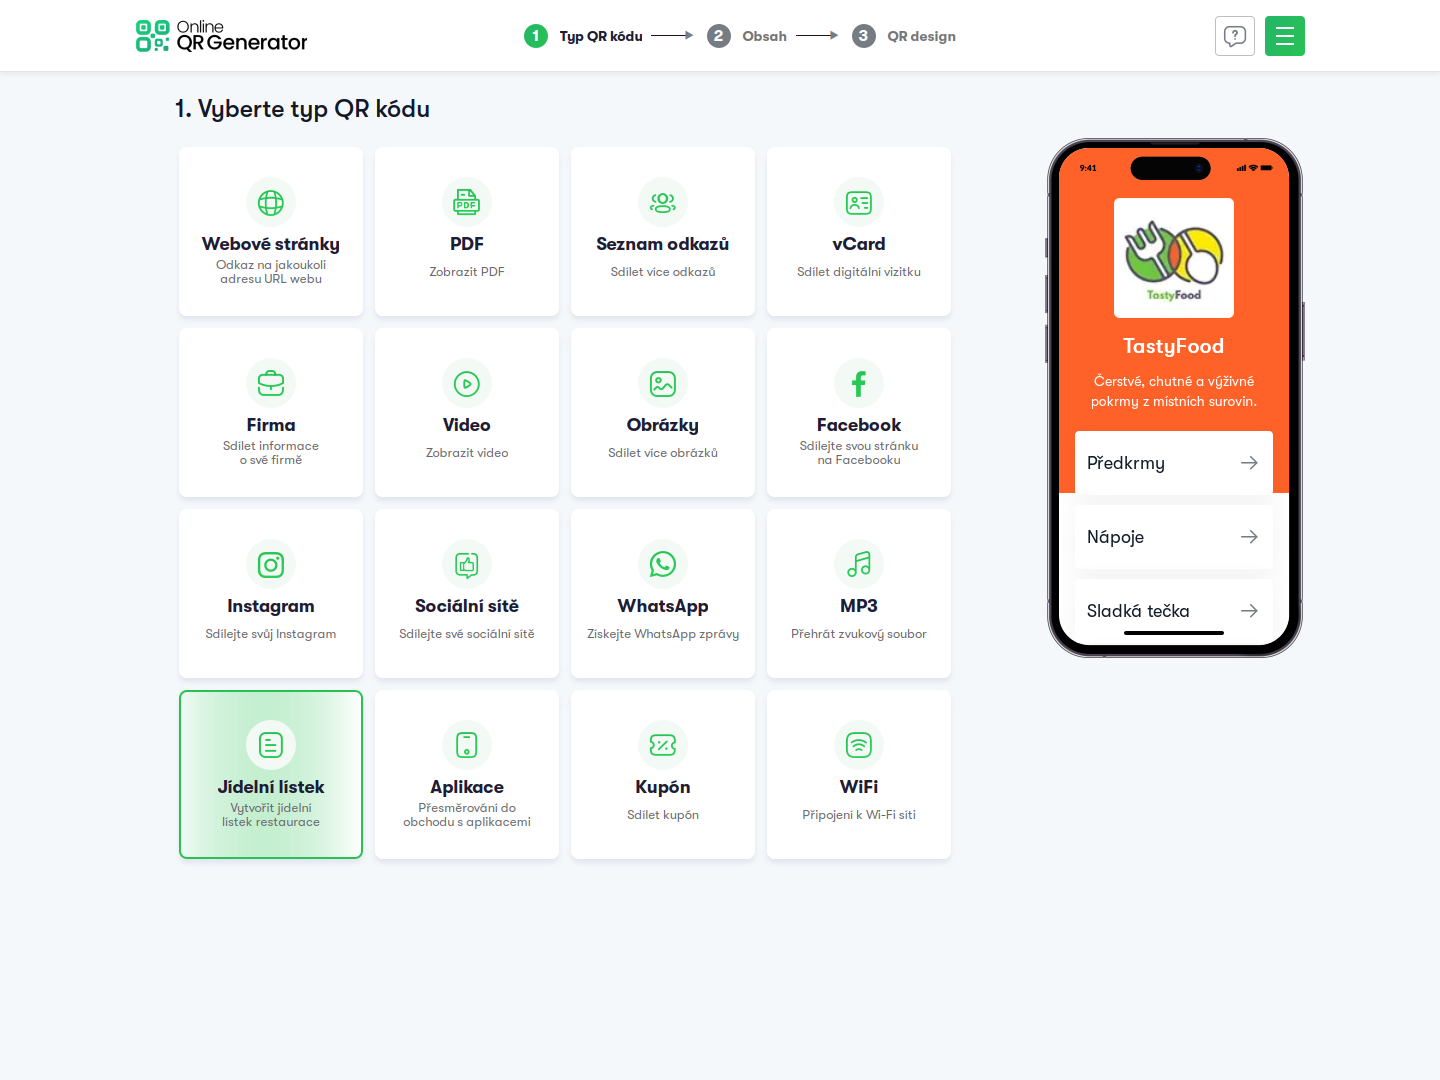 Online
QR Generator
1 Typ QR kódu
2 Obsah
3 QR design
1. Vyberte typ QR kódu
Webové stránky
Odkaz na jakoukoli
adresu URL webu
PDF
PDF
Zobrazit PDF
Seznam odkazů
Sdílet více odkazů
vCard
Sdílet digitální vizitku
Firma
Sdílet informace
o své firmě
Video
Zobrazit video
Obrázky
Sdílet více obrázků
Facebook
Sdílejte svou stránku
na Facebooku
Instagram
Sdílejte svůj Instagram
Sociální sítě
Sdílejte své sociální sítě
WhatsApp
Získejte WhatsApp zprávy
MP3
Přehrát zvukový soubor
Jídelní lístek
Vytvořit jídelní
lístek restaurace
Aplikace
Přesměrování do
obchodu s aplikacemi
Kupón
Sdílet kupón
WiFi
Připojení k Wi-Fi síti
9:41
TastyFood
TastyFood
Čerstvé, chutné a výživné
pokrmy z místních surovin.
Předkrmy
Nápoje
Sladká tečka